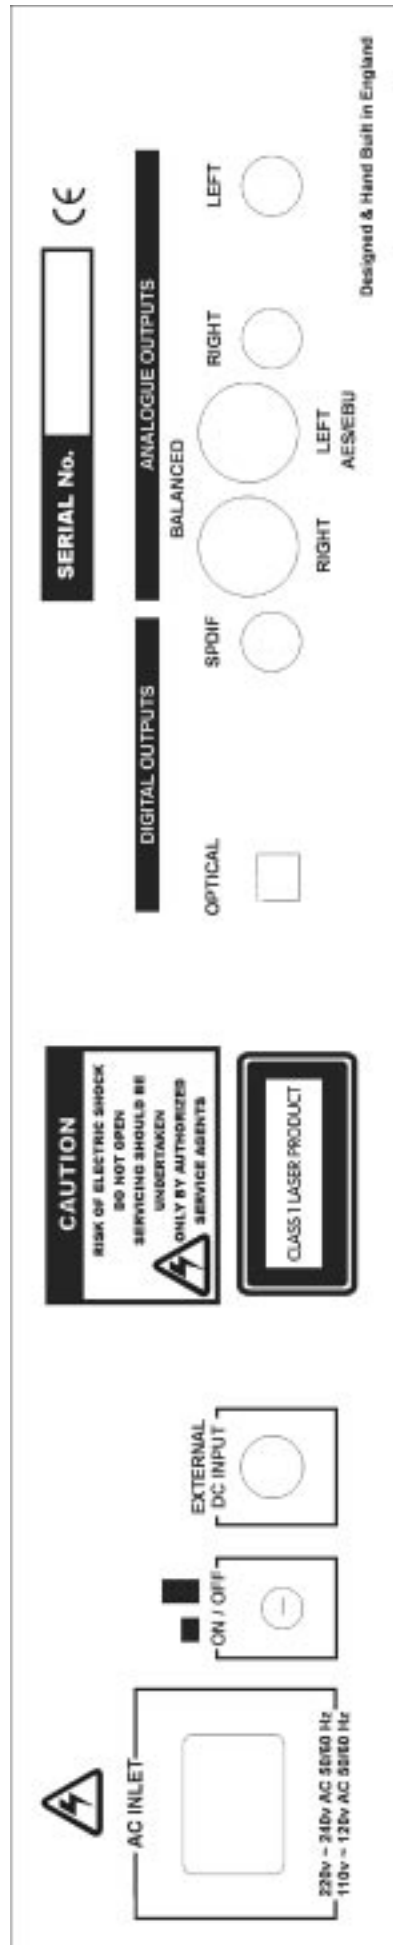 AC INLET
220v ~ 240v AC 50/60 Hz
110v ~ 120v AC 50/60 Hz
ON / OFF
EXTERNAL
DC INPUT
CAUTION
RISK OF ELECTRIC SHOCK
DO NOT OPEN
SERVICING SHOULD BE
UNDERTAKEN
ONLY BY AUTHORIZED
SERVICE AGENTS
CLASS 1 LASER PRODUCT
SERIAL No.
CE
DIGITAL OUTPUTS
ANALOGUE OUTPUTS
BALANCED
OPTICAL
SPDIF
RIGHT
LEFT
RIGHT
LEFT
AES/EBU
Designed & Hand Built in England